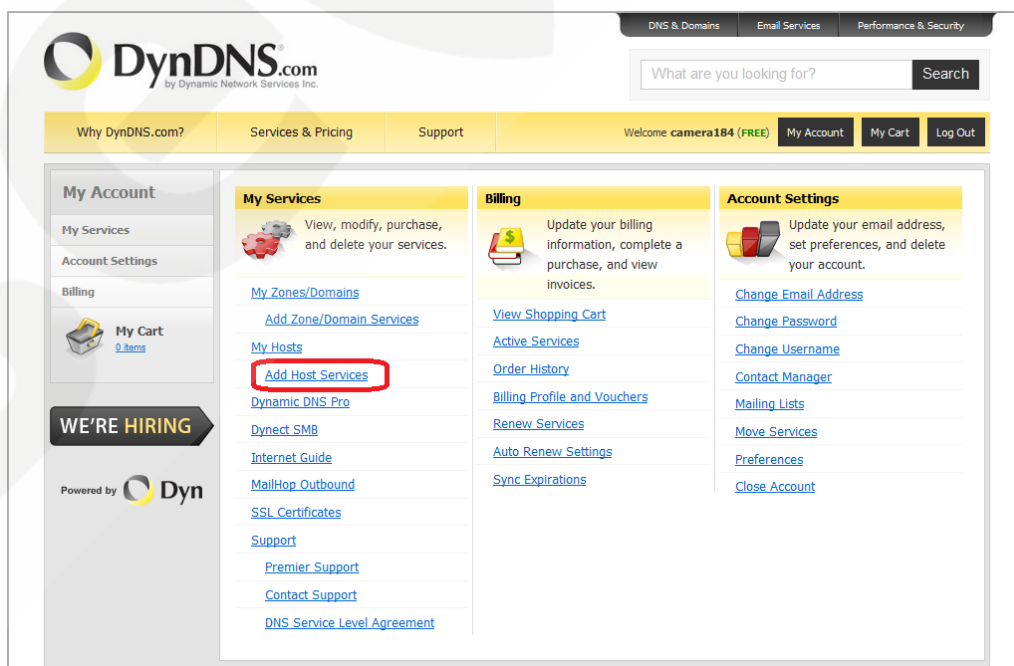 DNS & Domains
Email Services
Performance & Security
DynDNS.com
by Dynamic Network Services Inc.
What are you looking for?
Search
Why DynDNS.com?
Services & Pricing
Support
Welcome camera184 (FREE)
My Account
My Cart
Log Out
My Account
My Services
Account Settings
Billing
My Cart
0 items
WE'RE HIRING
Powered by Dyn
My Services
View, modify, purchase,
and delete your services.
My Zones/Domains
Add Zone/Domain Services
My Hosts
Add Host Services
Dynamic DNS Pro
Dynect SMB
Internet Guide
MailHop Outbound
SSL Certificates
Support
Premier Support
Contact Support
DNS Service Level Agreement
Billing
Update your billing
information, complete a
purchase, and view
invoices.
View Shopping Cart
Active Services
Order History
Billing Profile and Vouchers
Renew Services
Auto Renew Settings
Sync Expirations
Account Settings
Update your email address,
set preferences, and delete
your account.
Change Email Address
Change Password
Change Username
Contact Manager
Mailing Lists
Move Services
Preferences
Close Account